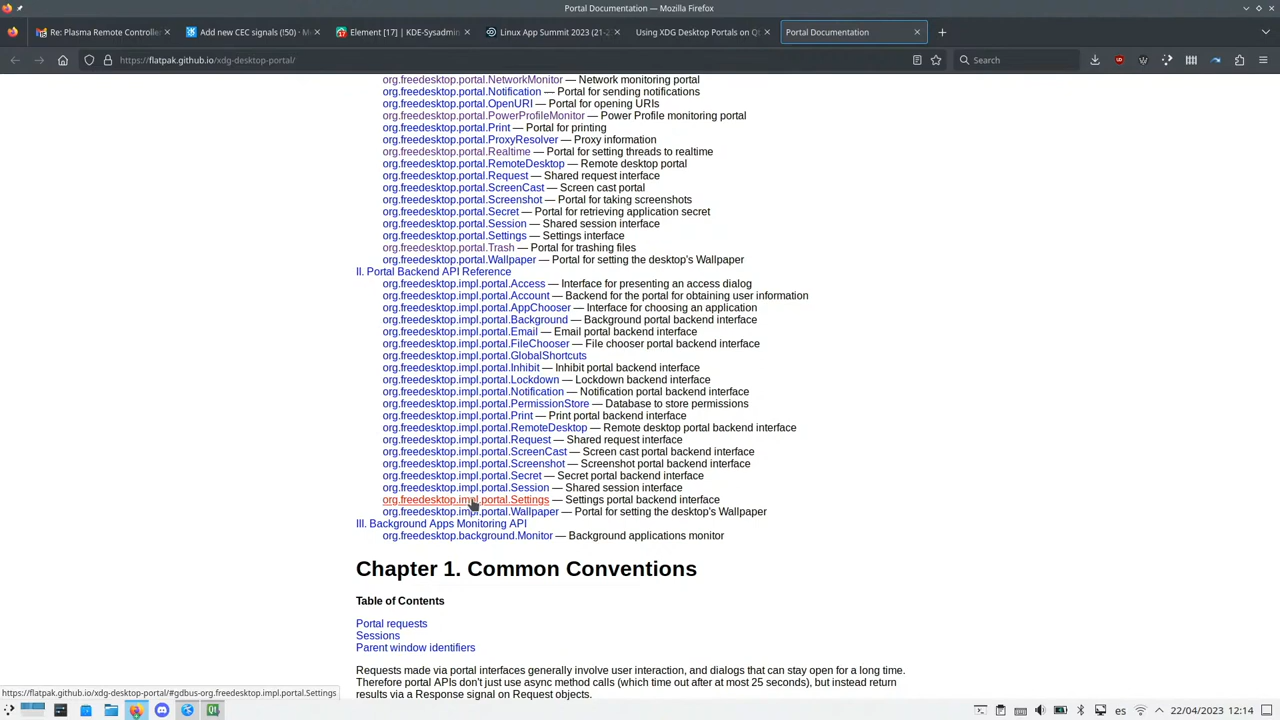 Portal Documentation — Mozilla Firefox
Re: Plasma Remote Controlle
Add new CEC signals (!50) · M
Element [17] | KDE-Sysadmin
Linux App Summit 2023 (21-2
Using XDG Desktop Portals on Qt
Portal Documentation
https://flatpak.github.io/xdg-desktop-portal/
Search
org.freedesktop.portal.NetworkMonitor — Network monitoring portal
org.freedesktop.portal.Notification — Portal for sending notifications
org.freedesktop.portal.OpenURI — Portal for opening URIs
org.freedesktop.portal.PowerProfileMonitor — Power Profile monitoring portal
org.freedesktop.portal.Print — Portal for printing
org.freedesktop.portal.ProxyResolver — Proxy information
org.freedesktop.portal.Realtime — Portal for setting threads to realtime
org.freedesktop.portal.RemoteDesktop — Remote desktop portal
org.freedesktop.portal.Request — Shared request interface
org.freedesktop.portal.ScreenCast — Screen cast portal
org.freedesktop.portal.Screenshot — Portal for taking screenshots
org.freedesktop.portal.Secret — Portal for retrieving application secret
org.freedesktop.portal.Session — Shared session interface
org.freedesktop.portal.Settings — Settings interface
org.freedesktop.portal.Trash — Portal for trashing files
org.freedesktop.portal.Wallpaper — Portal for setting the desktop's Wallpaper
II. Portal Backend API Reference
org.freedesktop.impl.portal.Access — Interface for presenting an access dialog
org.freedesktop.impl.portal.Account — Backend for the portal for obtaining user information
org.freedesktop.impl.portal.AppChooser — Interface for choosing an application
org.freedesktop.impl.portal.Background — Background portal backend interface
org.freedesktop.impl.portal.Email — Email portal backend interface
org.freedesktop.impl.portal.FileChooser — File chooser portal backend interface
org.freedesktop.impl.portal.GlobalShortcuts
org.freedesktop.impl.portal.Inhibit — Inhibit portal backend interface
org.freedesktop.impl.portal.Lockdown — Lockdown backend interface
org.freedesktop.impl.portal.Notification — Notification portal backend interface
org.freedesktop.impl.portal.PermissionStore — Database to store permissions
org.freedesktop.impl.portal.Print — Print portal backend interface
org.freedesktop.impl.portal.RemoteDesktop — Remote desktop portal backend interface
org.freedesktop.impl.portal.Request — Shared request interface
org.freedesktop.impl.portal.ScreenCast — Screen cast portal backend interface
org.freedesktop.impl.portal.Screenshot — Screenshot portal backend interface
org.freedesktop.impl.portal.Secret — Secret portal backend interface
org.freedesktop.impl.portal.Session — Shared session interface
org.freedesktop.impl.portal.Settings — Settings portal backend interface
org.freedesktop.impl.portal.Wallpaper — Portal for setting the desktop's Wallpaper
III. Background Apps Monitoring API
org.freedesktop.background.Monitor — Background applications monitor
Chapter 1. Common Conventions
Table of Contents
Portal requests
Sessions
Parent window identifiers
Requests made via portal interfaces generally involve user interaction, and dialogs that can stay open for a long time.
Therefore portal APIs don't just use async method calls (which time out after at most 25 seconds), but instead return
results via a Response signal on Request objects.
https://flatpak.github.io/xdg-desktop-portal/#gdbus-org.freedesktop.impl.portal.Settings
es
22/04/2023 12:14